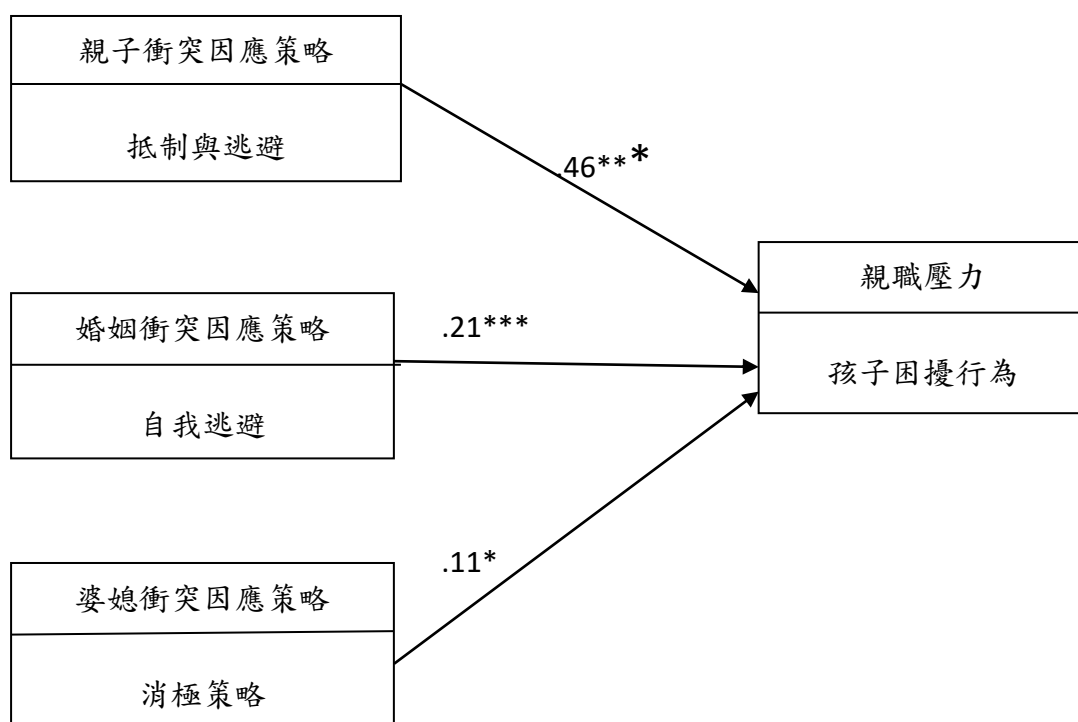 親子衝突因應策略
抵制與逃避
.46***
親職壓力
孩子困擾行為
婚姻衝突因應策略
.21***
自我逃避
.11*
婆媳衝突因應策略
消極策略